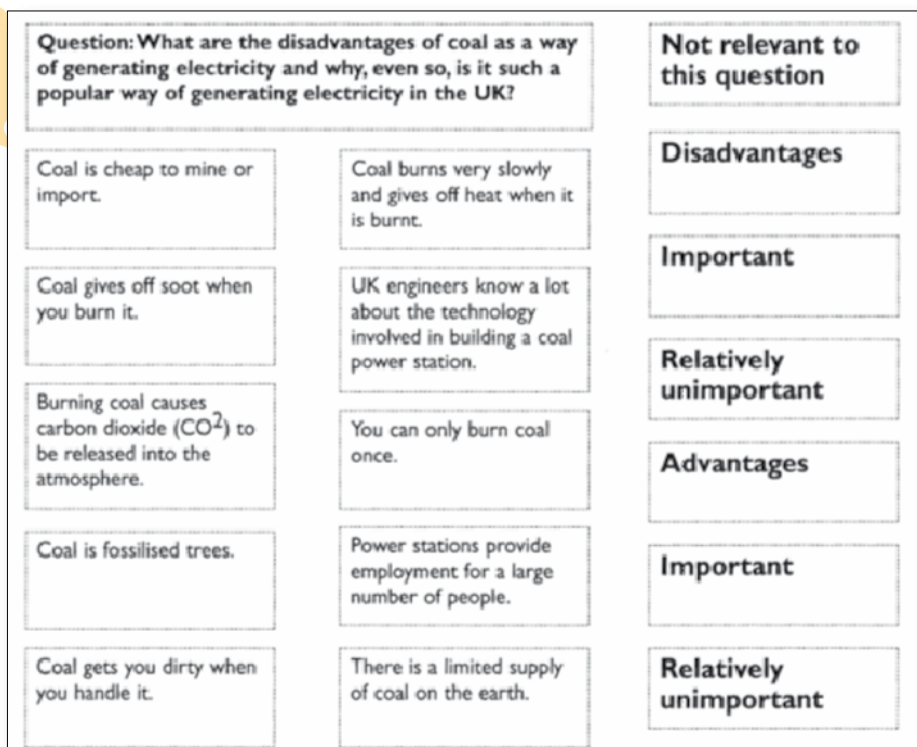 Question: What are the disadvantages of coal as a way
of generating electricity and why, even so, is it such a
popular way of generating electricity in the UK?
Coal is cheap to mine or
import.
Coal gives off soot when
you burn it.
Burning coal causes
carbon dioxide (CO²) to
be released into the
atmosphere.
Coal is fossilised trees.
Coal gets you dirty when
you handle it.
Coal burns very slowly
and gives off heat when it
is burnt.
UK engineers know a lot
about the technology
involved in building a coal
power station.
You can only burn coal
once.
Power stations provide
employment for a large
number of people.
There is a limited supply
of coal on the earth.
Not relevant to
this question
Disadvantages
Important
Relatively
unimportant
Advantages
Important
Relatively
unimportant